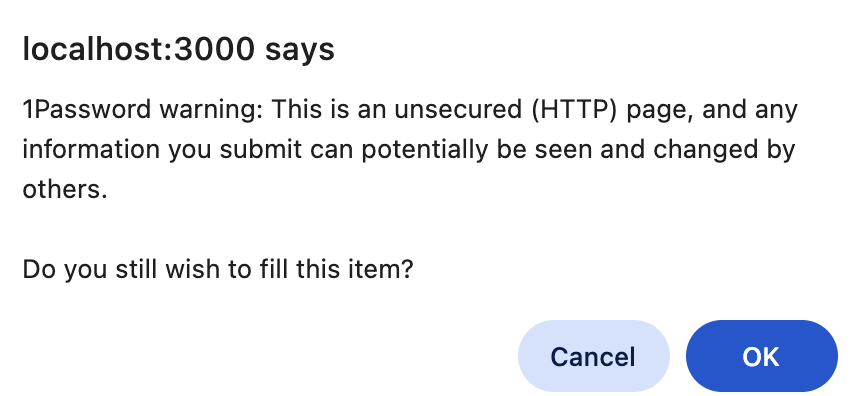 localhost:3000 says
1Password warning: This is an unsecured (HTTP) page, and any
information you submit can potentially be seen and changed by
others.
Do you still wish to fill this item?
Cancel
OK